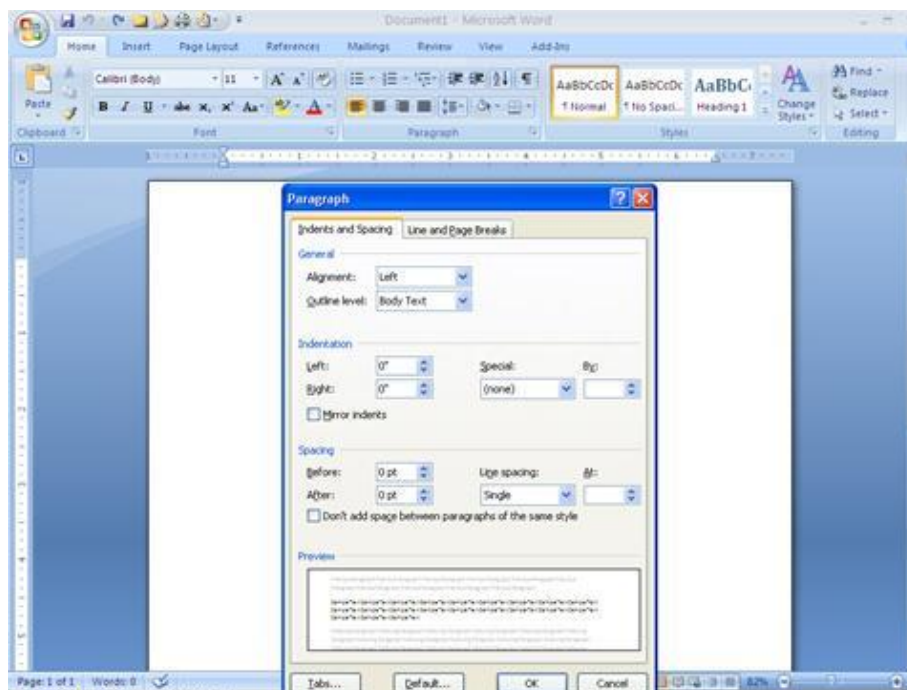 Document1 - Microsoft Word
Home Insert Page Layout References Mailings Review View Add-Ins
Calibri (Body) 11
AaBbCcDc AaBbCcDc AaBbC
Find
Replace
Select
Paste
B I U abc x, x' Aa A
¶ Normal ¶ No Spaci... Heading 1
Change Styles
Clipboard Font Paragraph Styles Editing
Paragraph
Indents and Spacing Line and Page Breaks
General
Alignment: Left
Outline level: Body Text
Indentation
Left: 0" Special: By:
Right: 0" (none)
Mirror indents
Spacing
Before: 0 pt Line spacing: At:
After: 0 pt Single
Don't add space between paragraphs of the same style
Preview
Tabs... Default... OK Cancel
Page: 1 of 1 Words: 0 82%